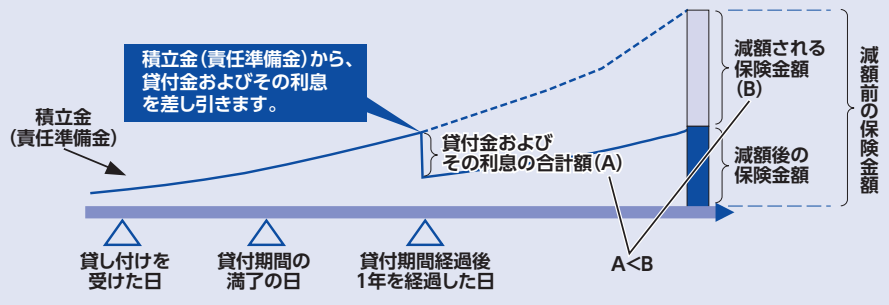 積立金(責任準備金)から、
貸付金およびその利息
を差し引きます。
積立金
(責任準備金)
貸付金および
その利息の合計額(A)
減額される
保険金額
(B)
減額後の
保険金額
減額前の保険金額
貸し付けを
受けた日
貸付期間の
満了の日
貸付期間経過後
1年を経過した日
A<B